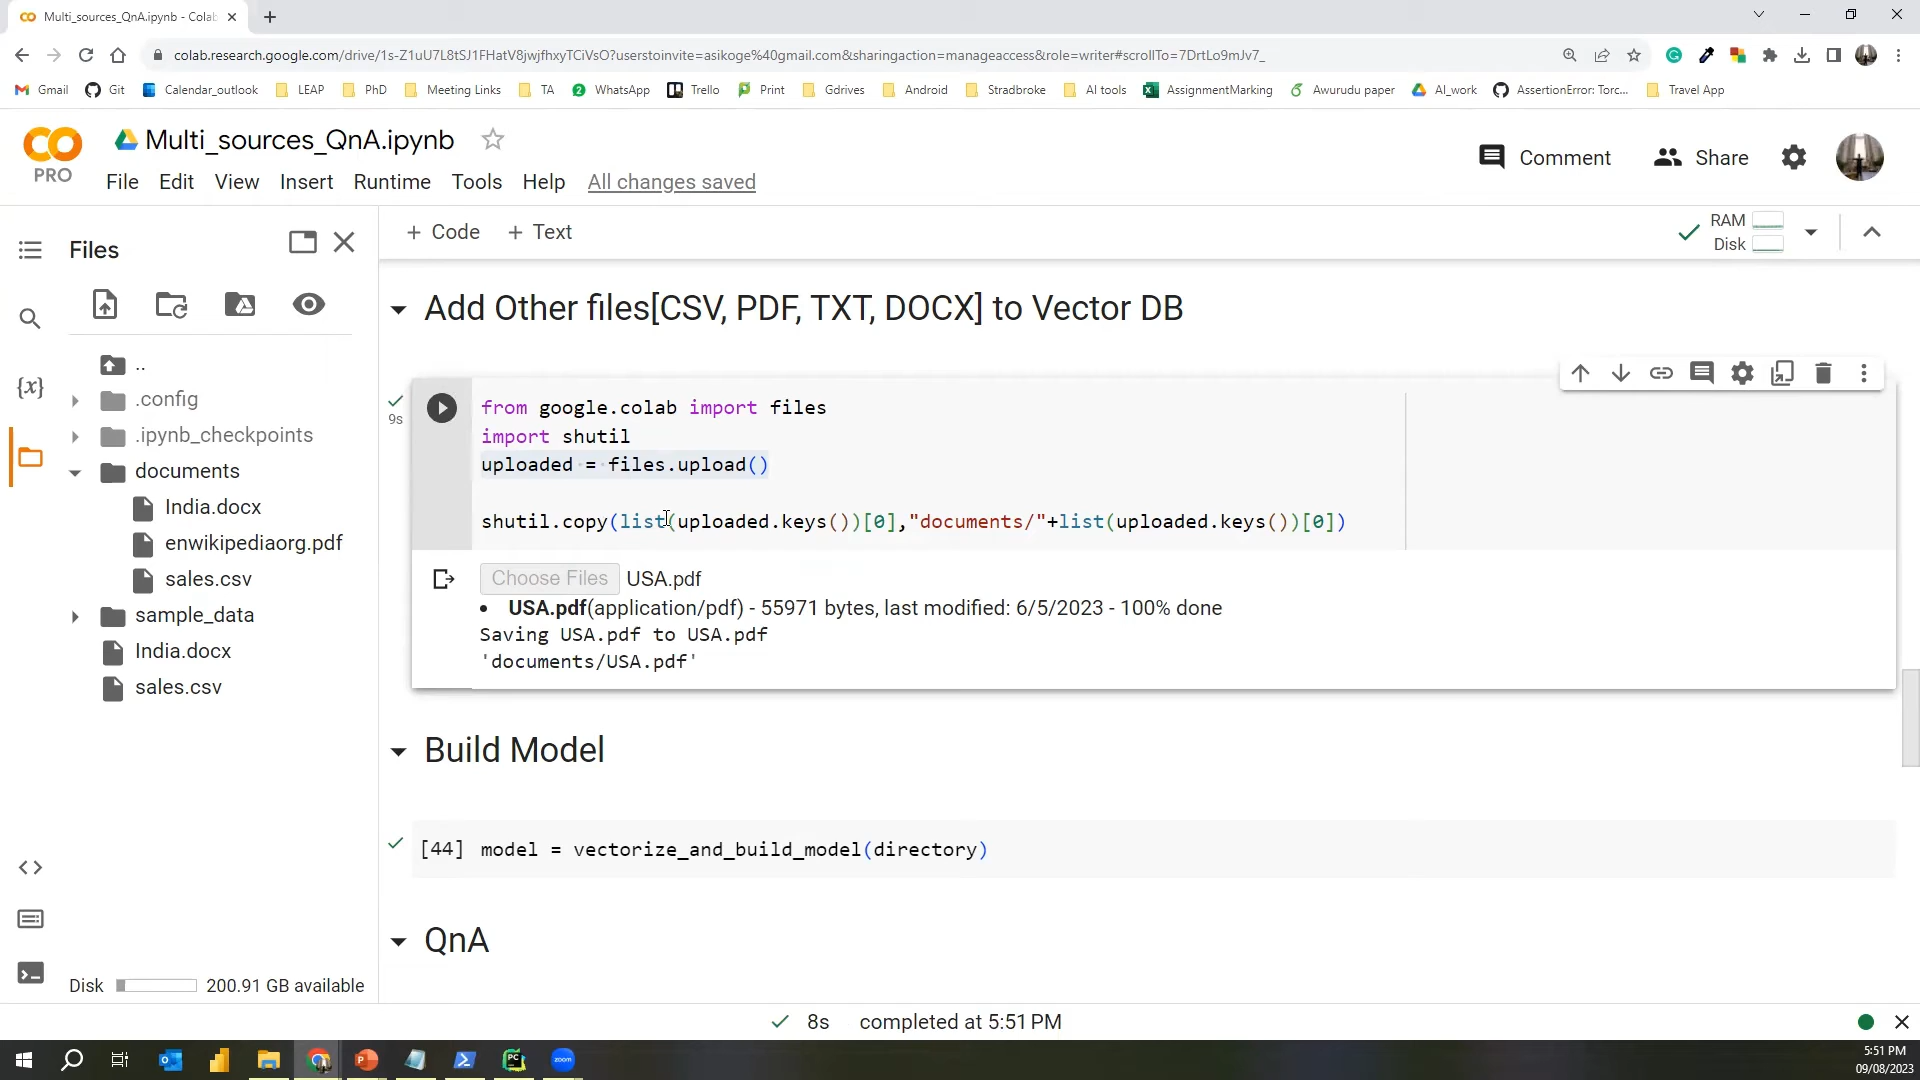 Multi_sources_QnA.ipynb - Colab
colab.research.google.com/drive/1s-Z1uU7L8tSJ1FHatV8jwjfhxyTCiVsO?userstoinvite=asikoge%40gmail.com&sharingaction=manageaccess&role=writer#scrollTo=7DrtLo9mJv7_
Gmail Git Calendar_outlook LEAP PhD Meeting Links TA WhatsApp Trello Print Gdrives Android Stradbroke AI tools AssignmentMarking Awurudu paper AI_work AssertionError: Torc... Travel App
Multi_sources_QnA.ipynb
PRO
File Edit View Insert Runtime Tools Help All changes saved
Comment Share
Files
+ Code + Text
RAM
Disk
..
.config
.ipynb_checkpoints
documents
India.docx
enwikipediaorg.pdf
sales.csv
sample_data
India.docx
sales.csv
Disk 200.91 GB available
Add Other files[CSV, PDF, TXT, DOCX] to Vector DB
9s
from google.colab import files
import shutil
uploaded = files.upload()
shutil.copy(list(uploaded.keys())[0],"documents/"+list(uploaded.keys())[0])
Choose Files USA.pdf
• USA.pdf(application/pdf) - 55971 bytes, last modified: 6/5/2023 - 100% done
Saving USA.pdf to USA.pdf
'documents/USA.pdf'
Build Model
[44] model = vectorize_and_build_model(directory)
QnA
8s completed at 5:51 PM
zoom
5:51 PM
09/08/2023